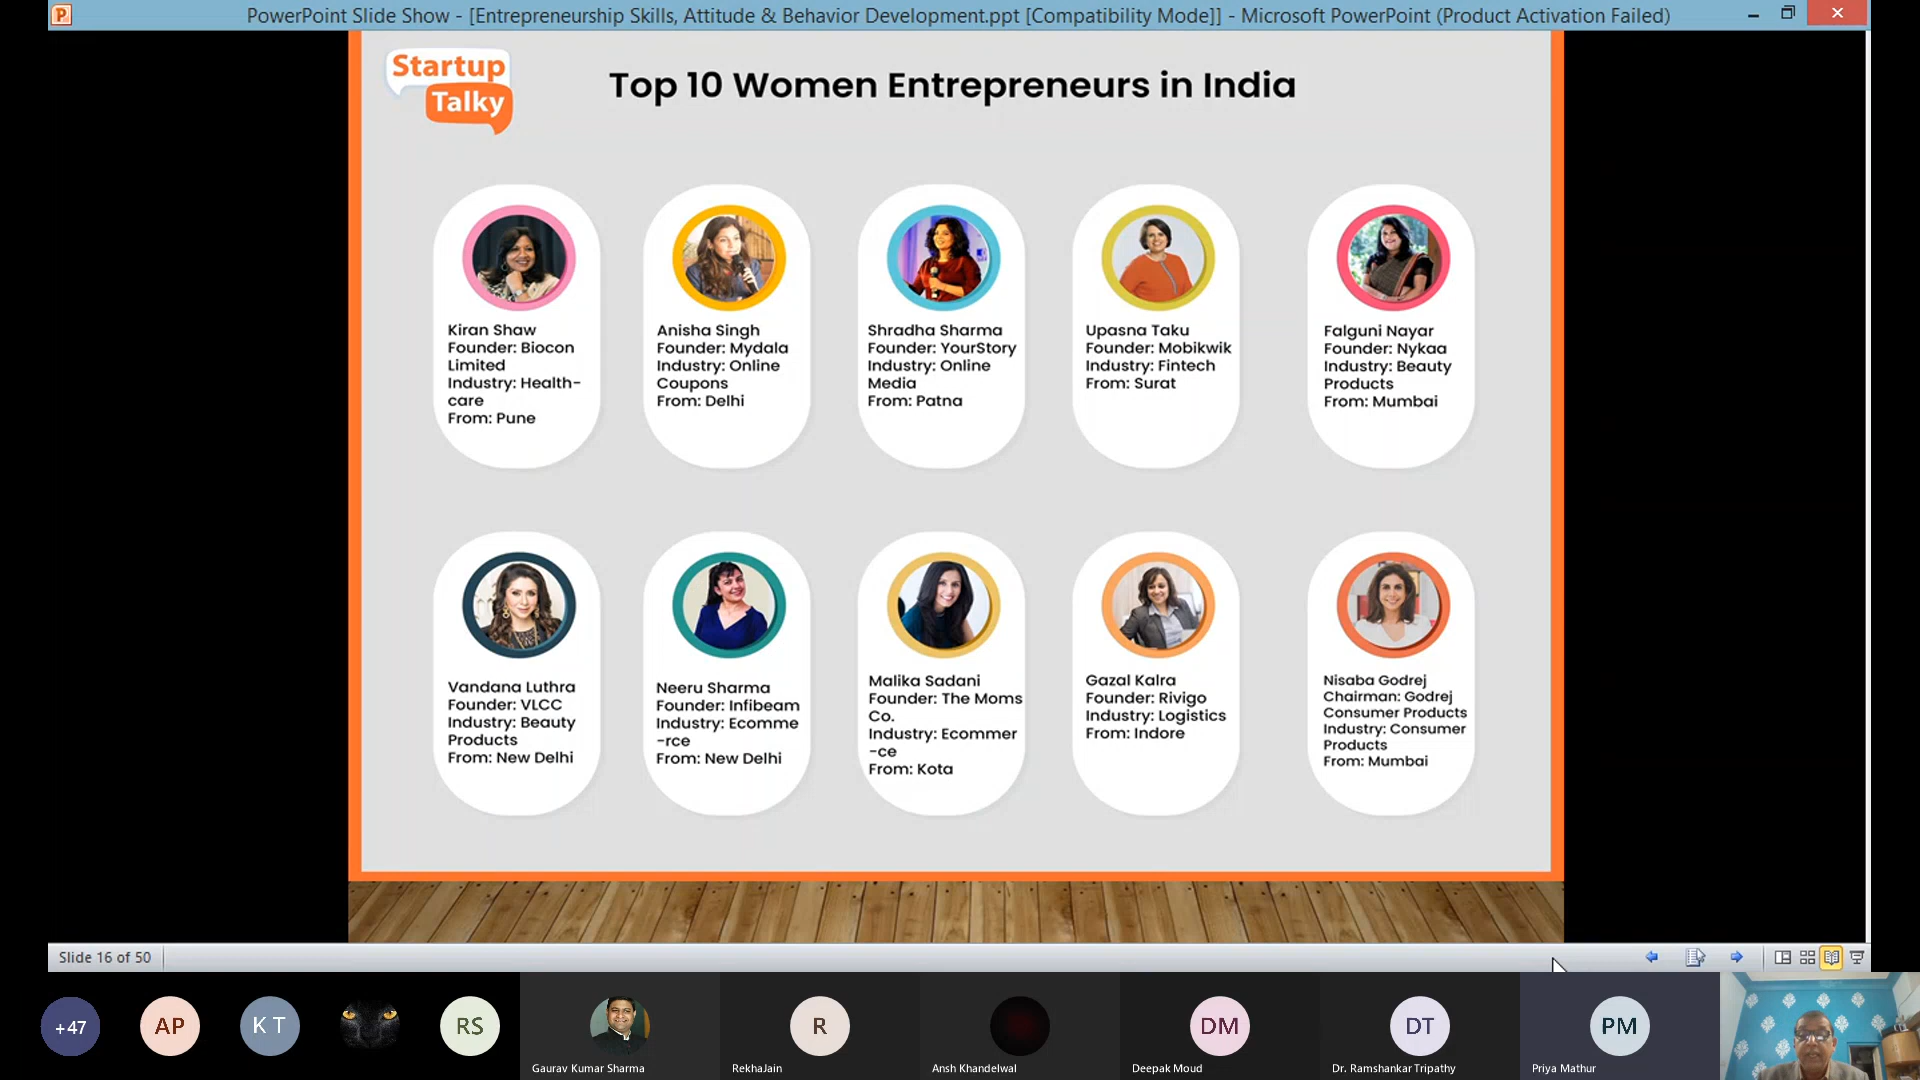 PowerPoint Slide Show - [Entrepreneurship Skills, Attitude & Behavior Development.ppt [Compatibility Mode]] - Microsoft PowerPoint (Product Activation Failed)
Startup
Talky
Top 10 Women Entrepreneurs in India
Kiran Shaw
Founder: Biocon
Limited
Industry: Health-
care
From: Pune
Anisha Singh
Founder: Mydala
Industry: Online
Coupons
From: Delhi
Shradha Sharma
Founder: YourStory
Industry: Online
Media
From: Patna
Upasna Taku
Founder: Mobikwik
Industry: Fintech
From: Surat
Falguni Nayar
Founder: Nykaa
Industry: Beauty
Products
From: Mumbai
Vandana Luthra
Founder: VLCC
Industry: Beauty
Products
From: New Delhi
Neeru Sharma
Founder: Infibeam
Industry: Ecomme
-rce
From: New Delhi
Malika Sadani
Founder: The Moms
Co.
Industry: Ecommer
-ce
From: Kota
Gazal Kalra
Founder: Rivigo
Industry: Logistics
From: Indore
Nisaba Godrej
Chairman: Godrej
Consumer Products
Industry: Consumer
Products
From: Mumbai
Slide 16 of 50
+47
AP
K T
RS
Gaurav Kumar Sharma
R
RekhaJain
Ansh Khandelwal
DM
Deepak Moud
DT
Dr. Ramshankar Tripathy
PM
Priya Mathur